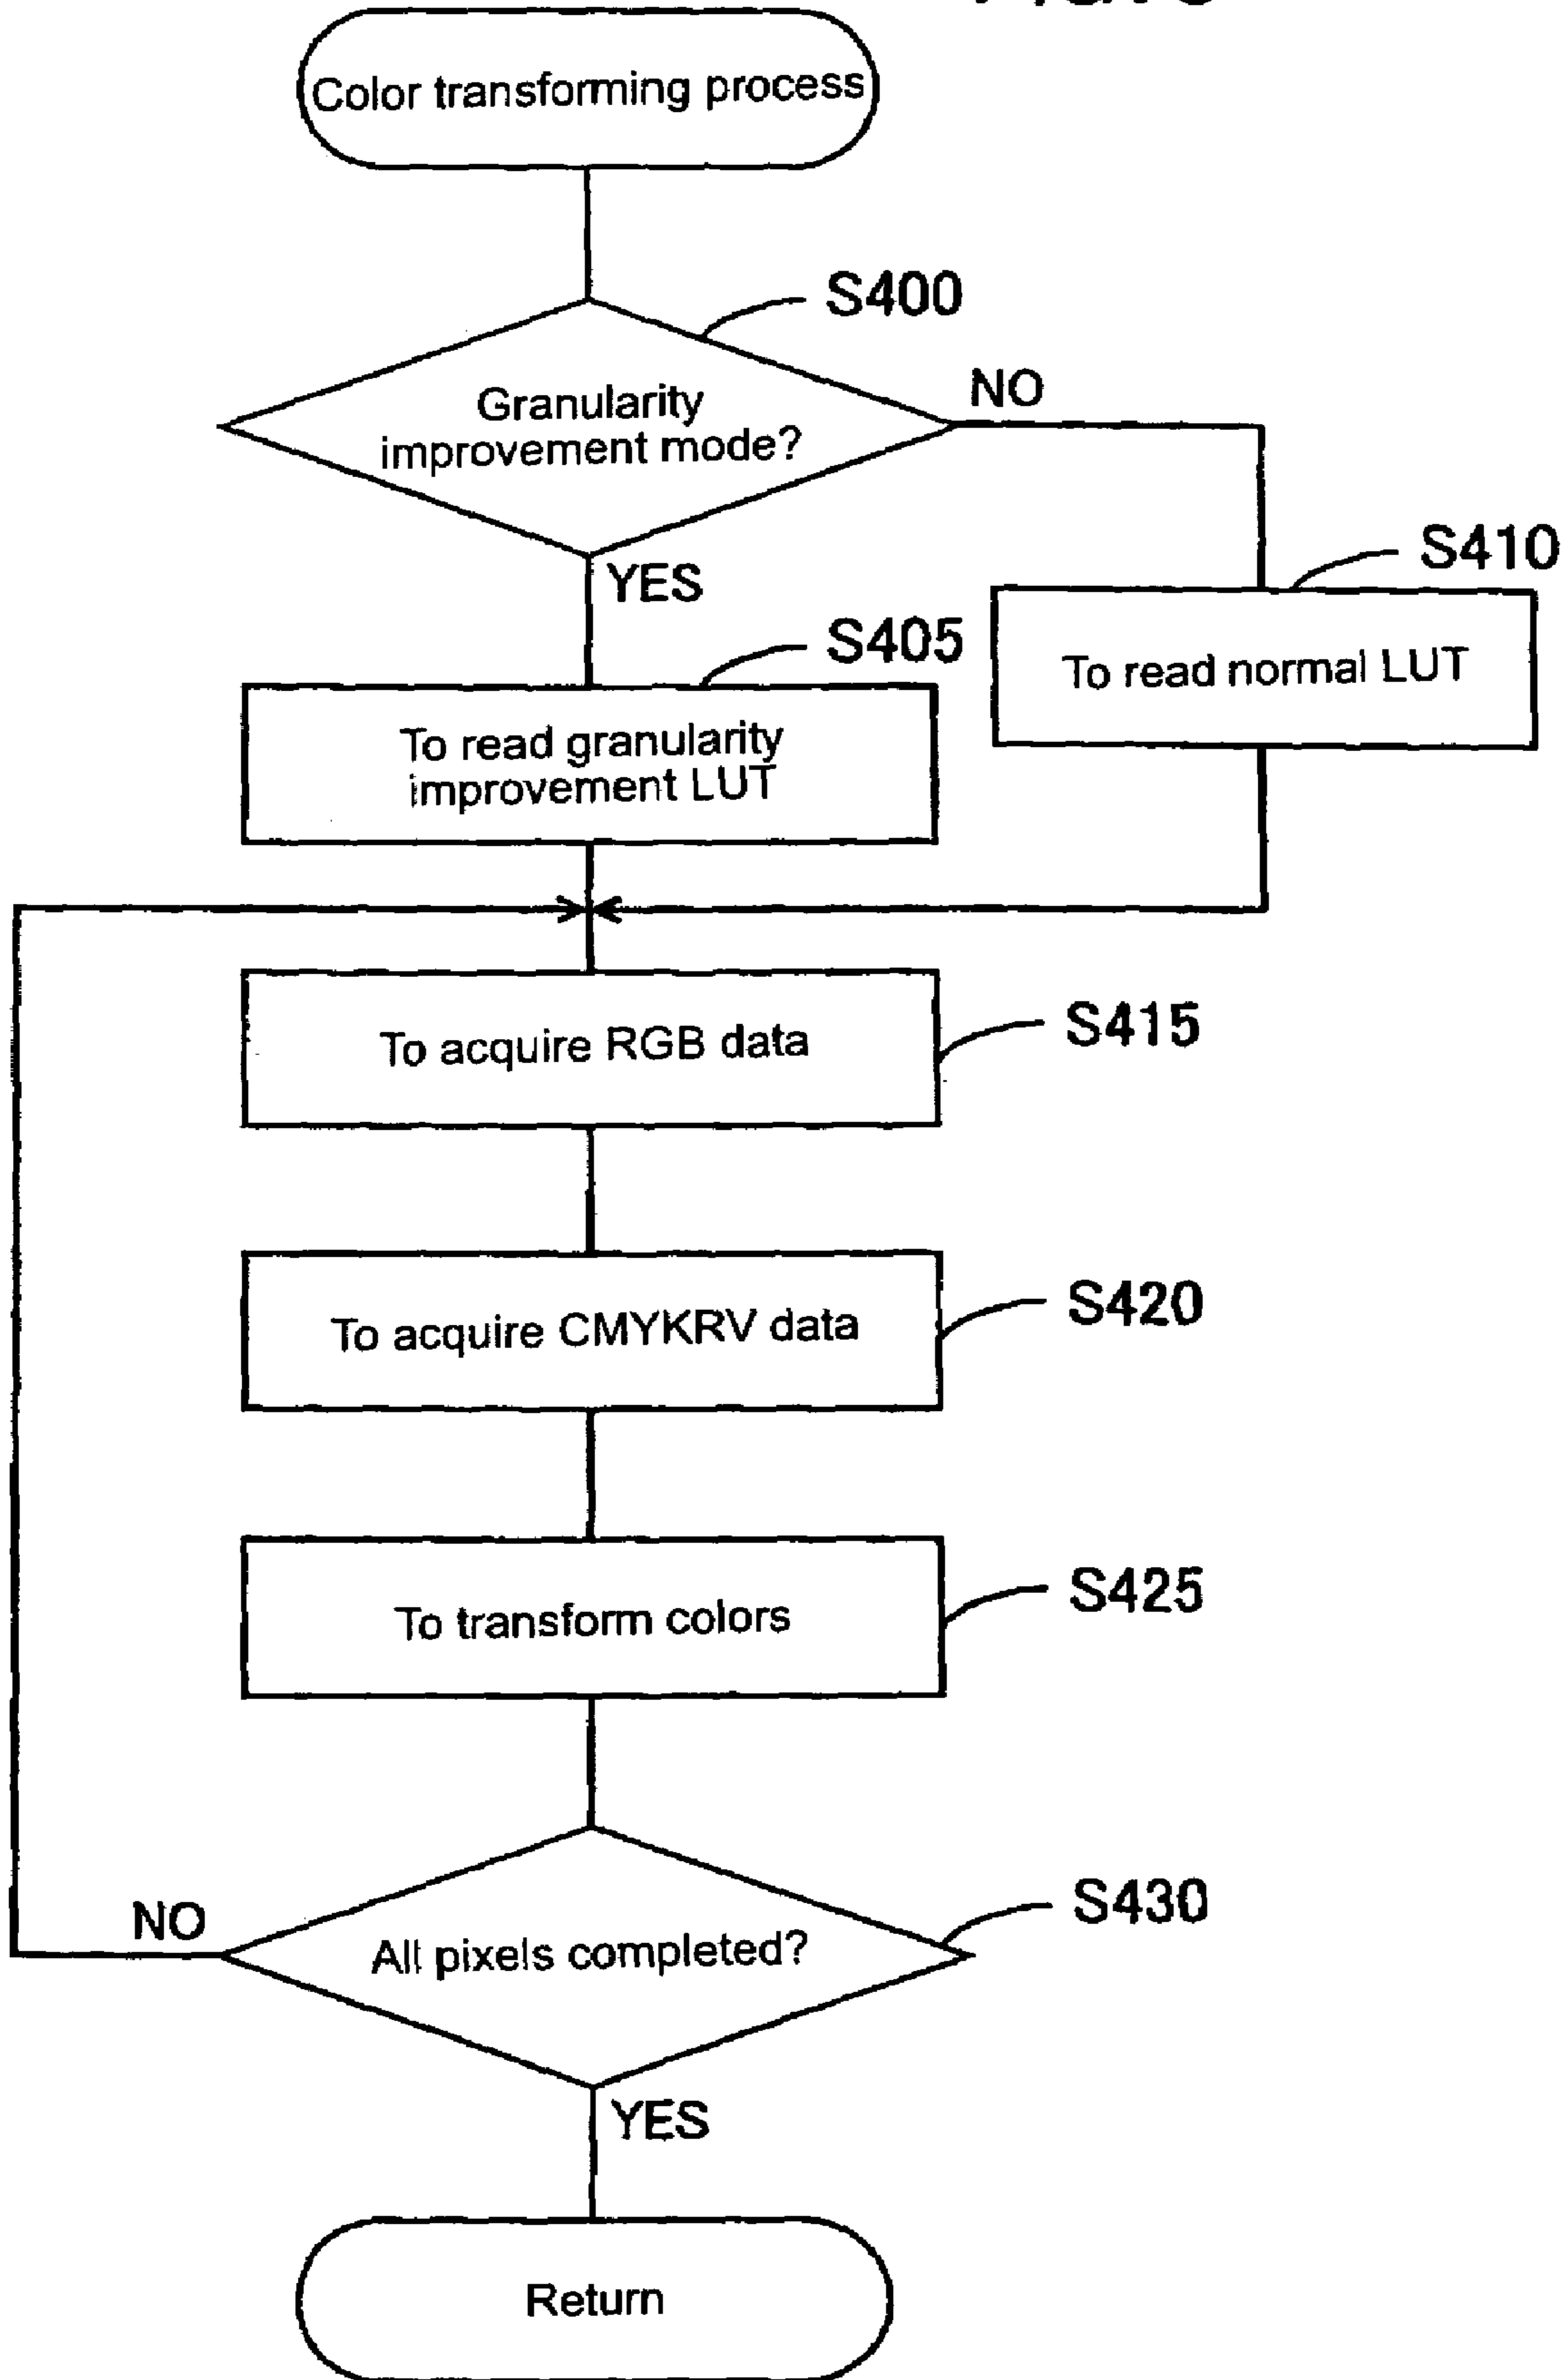 Color transforming process
S400
Granularity
improvement mode?
NO
YES
S410
To read normal LUT
S405
To read granularity
improvement LUT
To acquire RGB data
S415
To acquire CMYKRV data
S420
To transform colors
S425
All pixels completed?
S430
NO
YES
Return